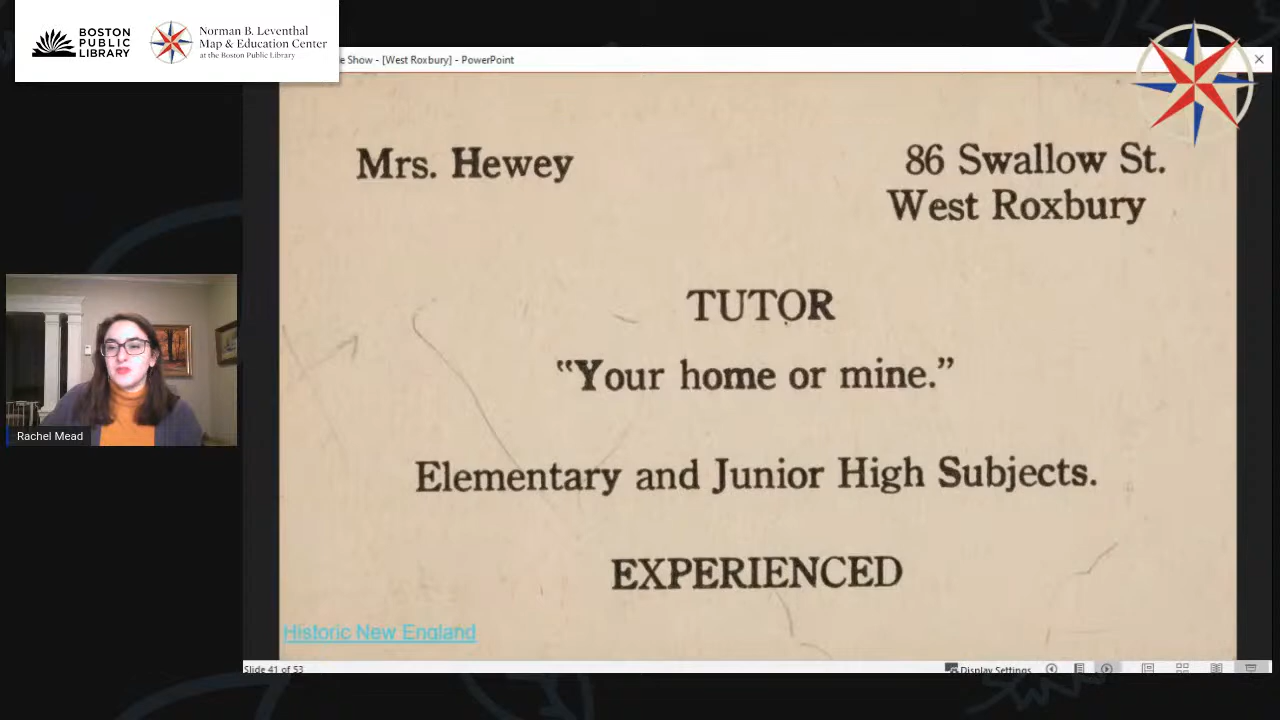 BOSTON
PUBLIC
LIBRARY
Norman B. Leventhal
Map & Education Center
at the Boston Public Library
e Show - [West Roxbury] - PowerPoint
Mrs. Hewey
86 Swallow St.
West Roxbury
TUTOR
"Your home or mine."
Elementary and Junior High Subjects.
EXPERIENCED
Historic New England
Rachel Mead
Slide 41 of 53
Display Settings